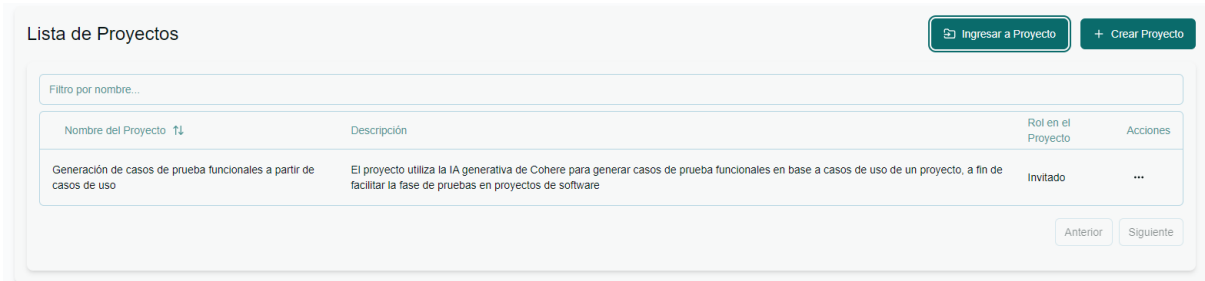 Lista de Proyectos
Ingresar a Proyecto
+ Crear Proyecto
Filtro por nombre...
Nombre del Proyecto
Descripción
Rol en el
Proyecto
Acciones
Generación de casos de prueba funcionales a partir de
casos de uso
El proyecto utiliza la IA generativa de Cohere para generar casos de prueba funcionales en base a casos de uso de un proyecto, a fin de
facilitar la fase de pruebas en proyectos de software
Invitado
...
Anterior
Siguiente